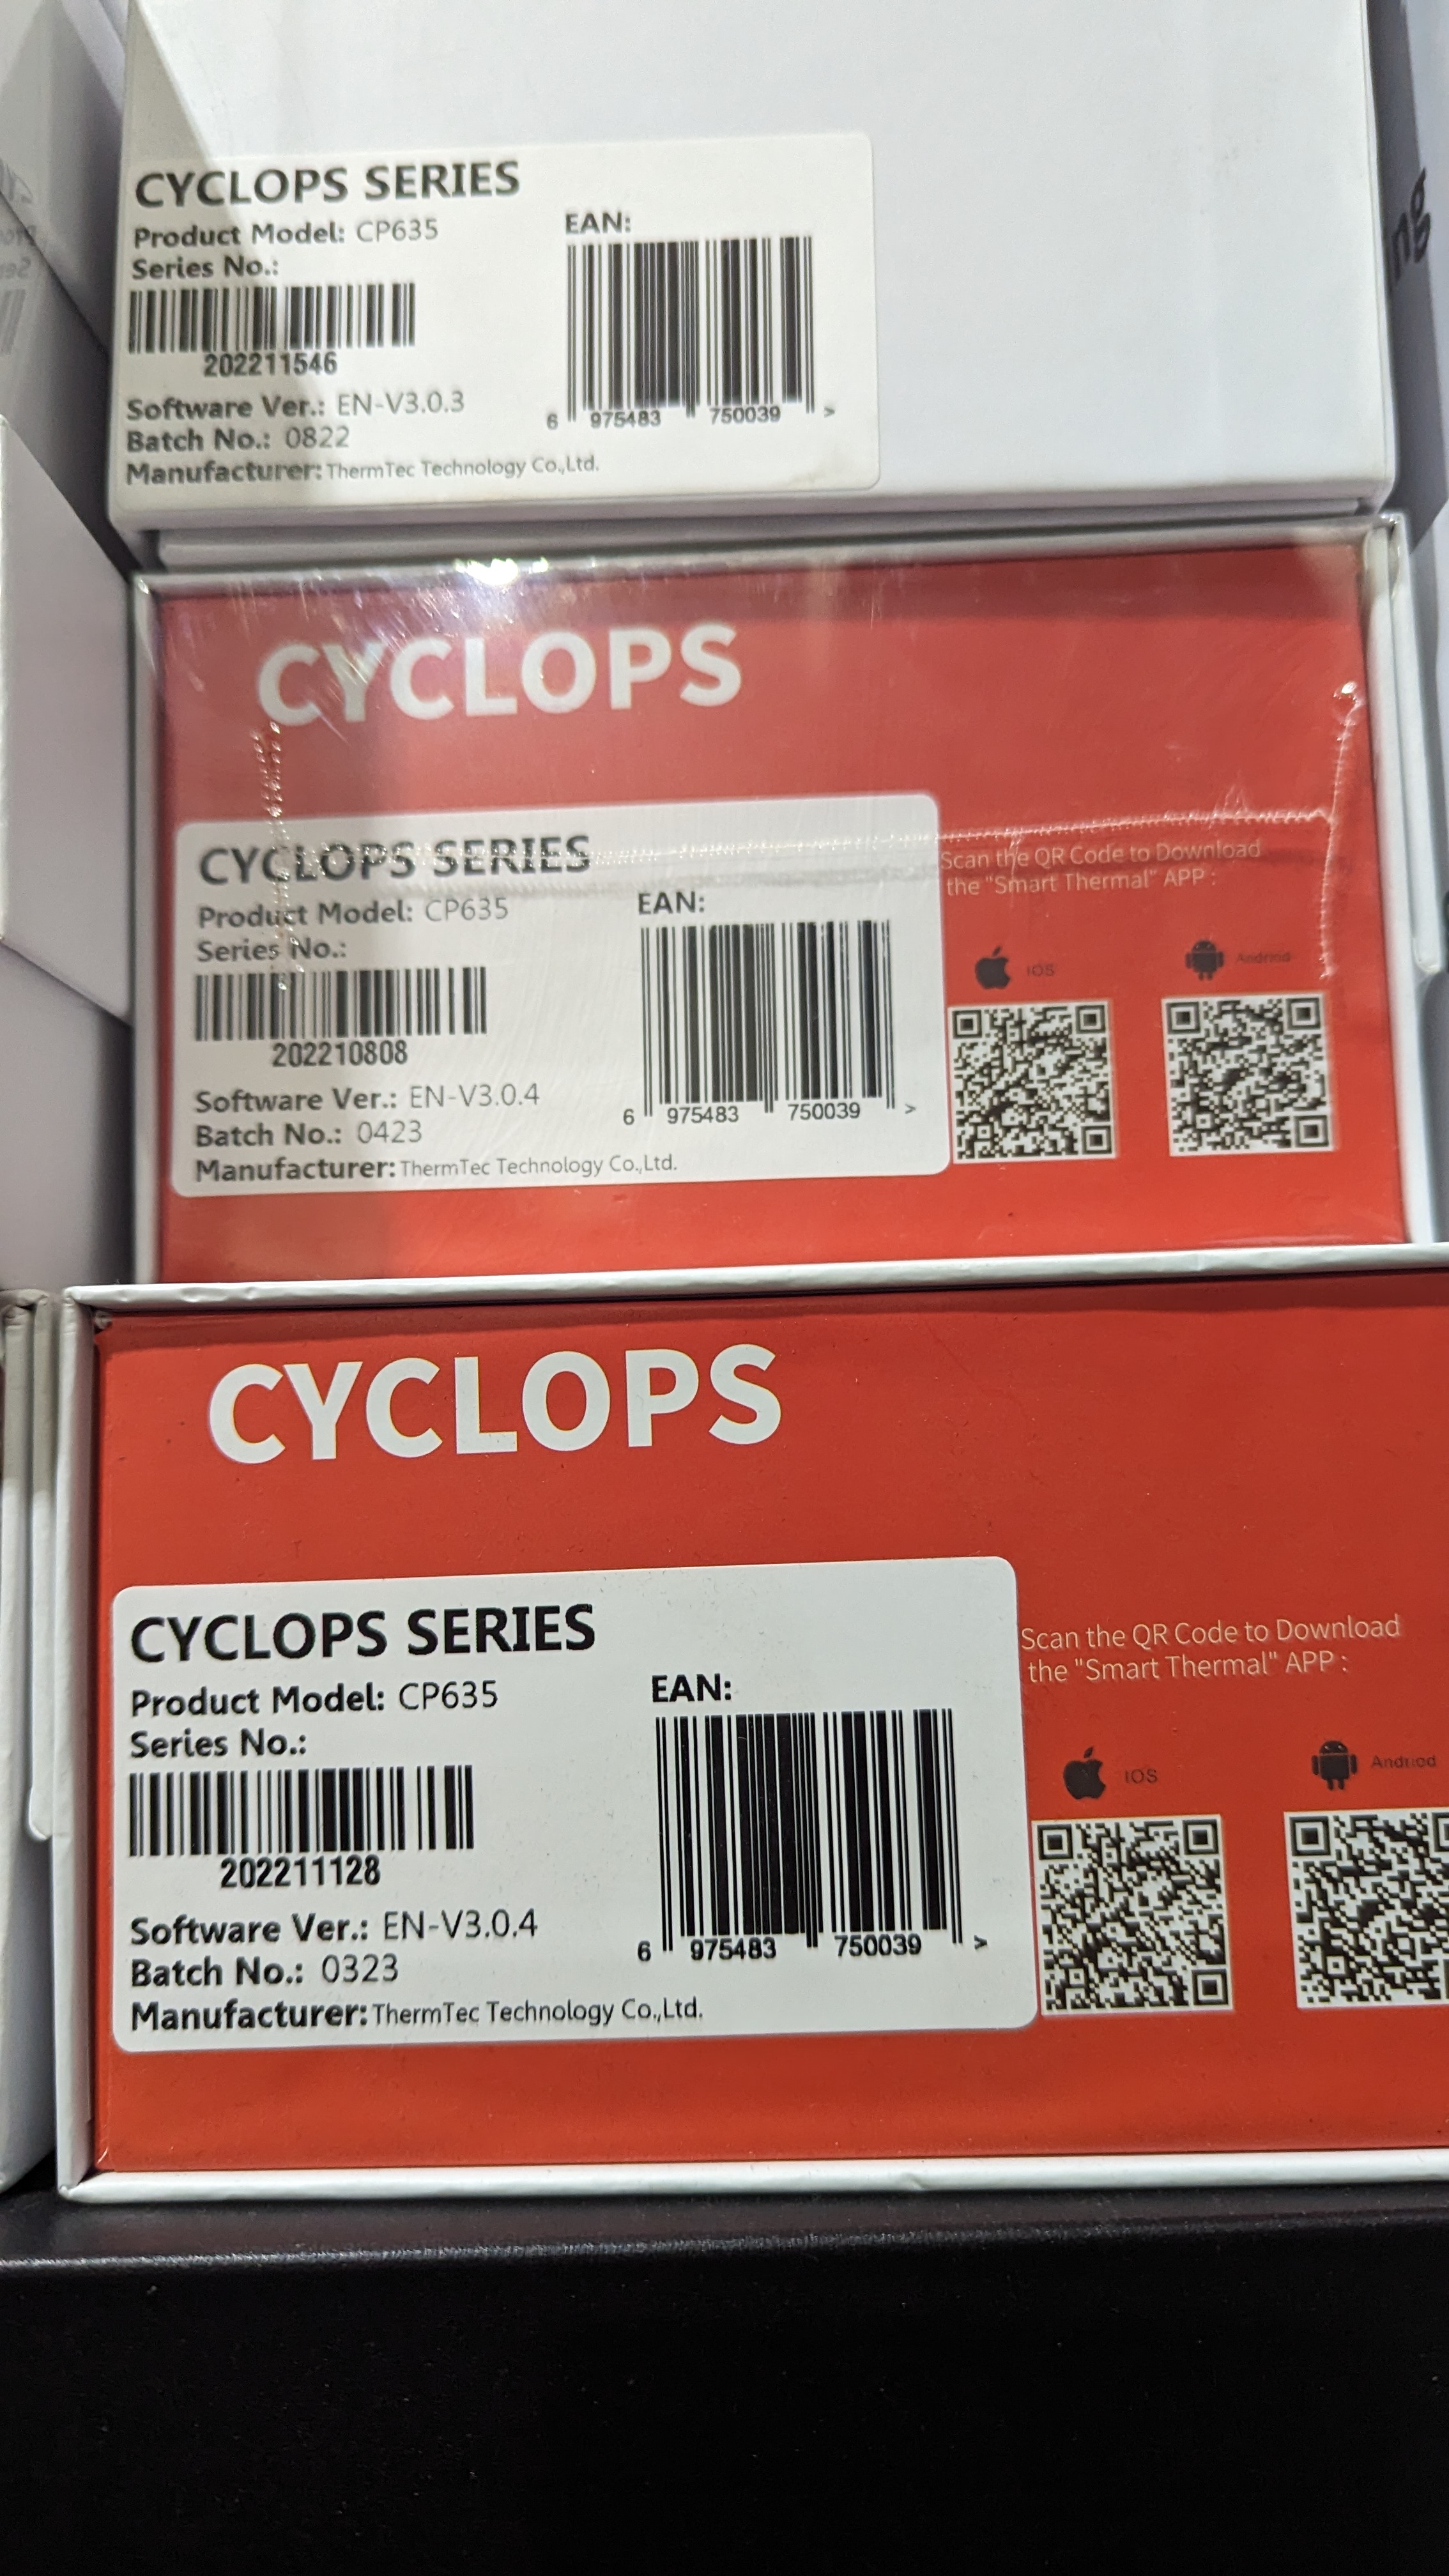 CYCLOPS SERIES
Product Model: CP635
Series No.:
202211546
Software Ver.: EN-V3.0.3
Batch No.: 0822
Manufacturer: ThermTec Technology Co.,Ltd.
EAN:
6 975483 750039 >
ng
CYCLOPS
CYCLOPS SERIES
Product Model: CP635
Series No.:
202210808
Software Ver.: EN-V3.0.4
Batch No.: 0423
Manufacturer: ThermTec Technology Co.,Ltd.
EAN:
6 975483 750039 >
Scan the QR Code to Download
the "Smart Thermal" APP :
IOS
Andriod
CYCLOPS
CYCLOPS SERIES
Product Model: CP635
Series No.:
202211128
Software Ver.: EN-V3.0.4
Batch No.: 0323
Manufacturer: ThermTec Technology Co.,Ltd.
EAN:
6 975483 750039 >
Scan the QR Code to Download
the "Smart Thermal" APP :
IOS
Andriod